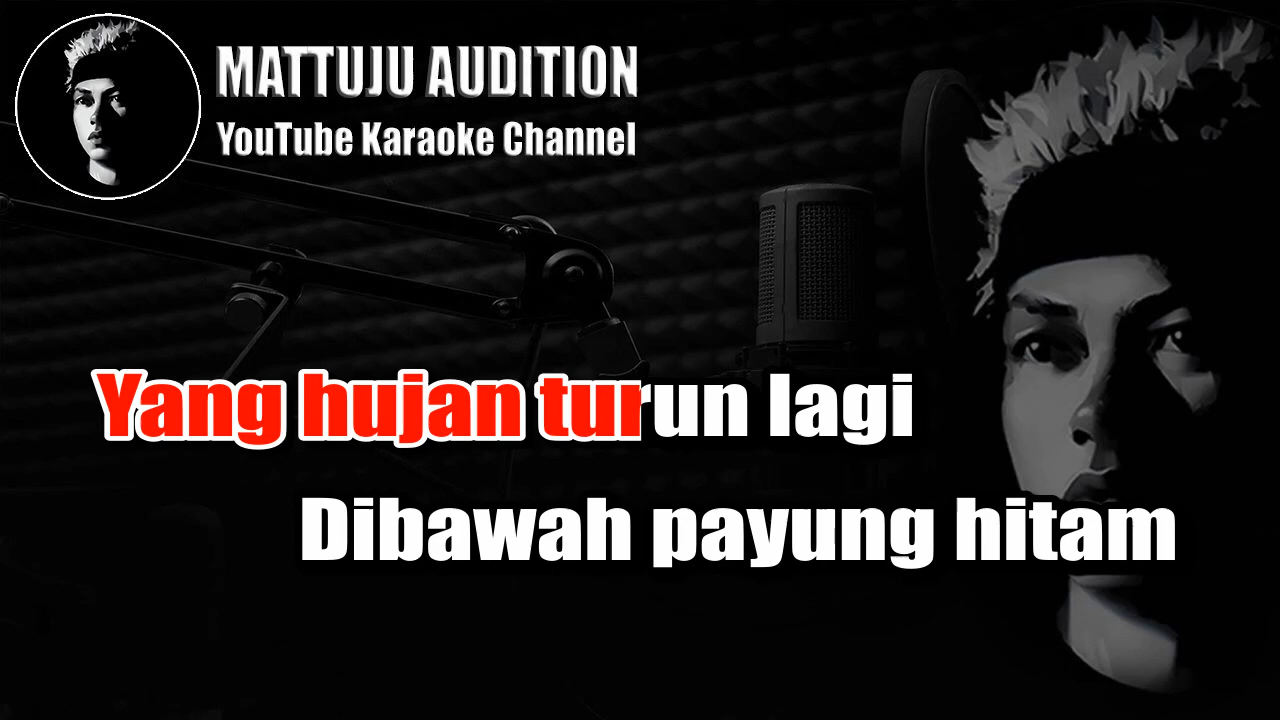 MATTUJU AUDITION
YouTube Karaoke Channel
Yang hujan turun lagi
Dibawah payung hitam